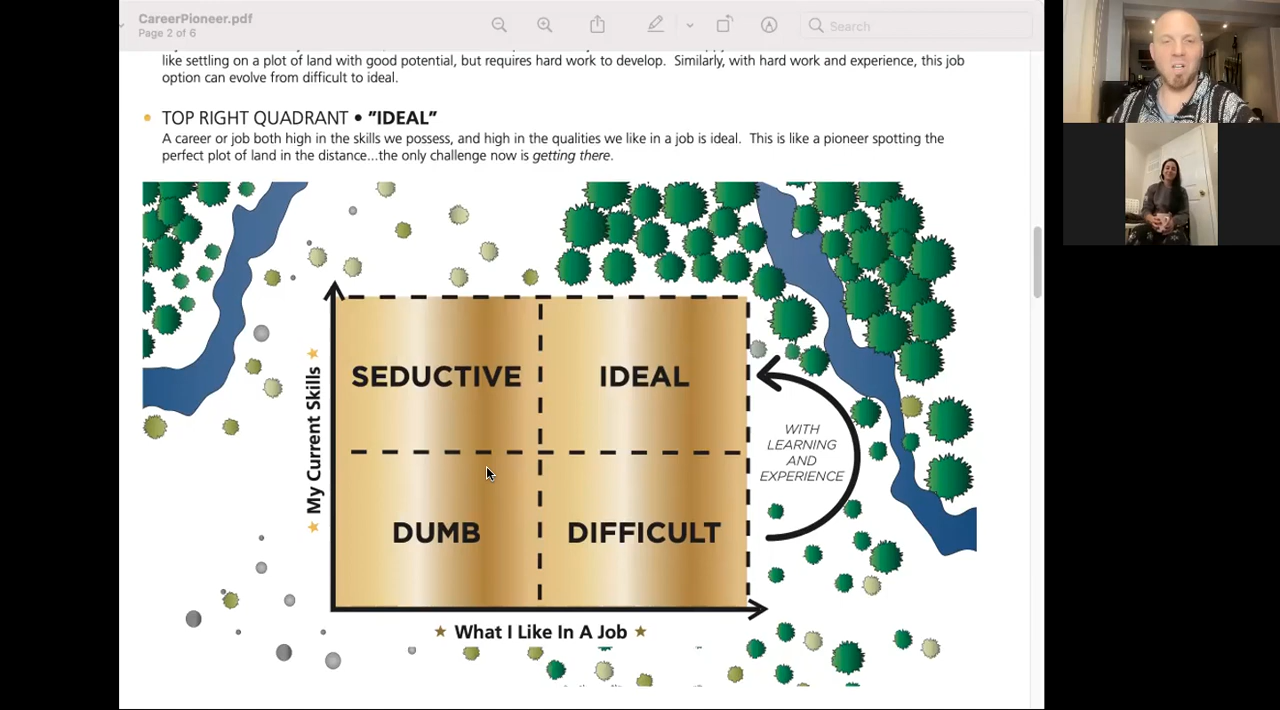 CareerPioneer.pdf
Page 2 of 6
Search
like settling on a plot of land with good potential, but requires hard work to develop. Similarly, with hard work and experience, this job
option can evolve from difficult to ideal.
TOP RIGHT QUADRANT • "IDEAL"
A career or job both high in the skills we possess, and high in the qualities we like in a job is ideal. This is like a pioneer spotting the
perfect plot of land in the distance...the only challenge now is getting there.
My Current Skills
SEDUCTIVE
IDEAL
WITH
LEARNING
AND
EXPERIENCE
DUMB
DIFFICULT
What I Like In A Job